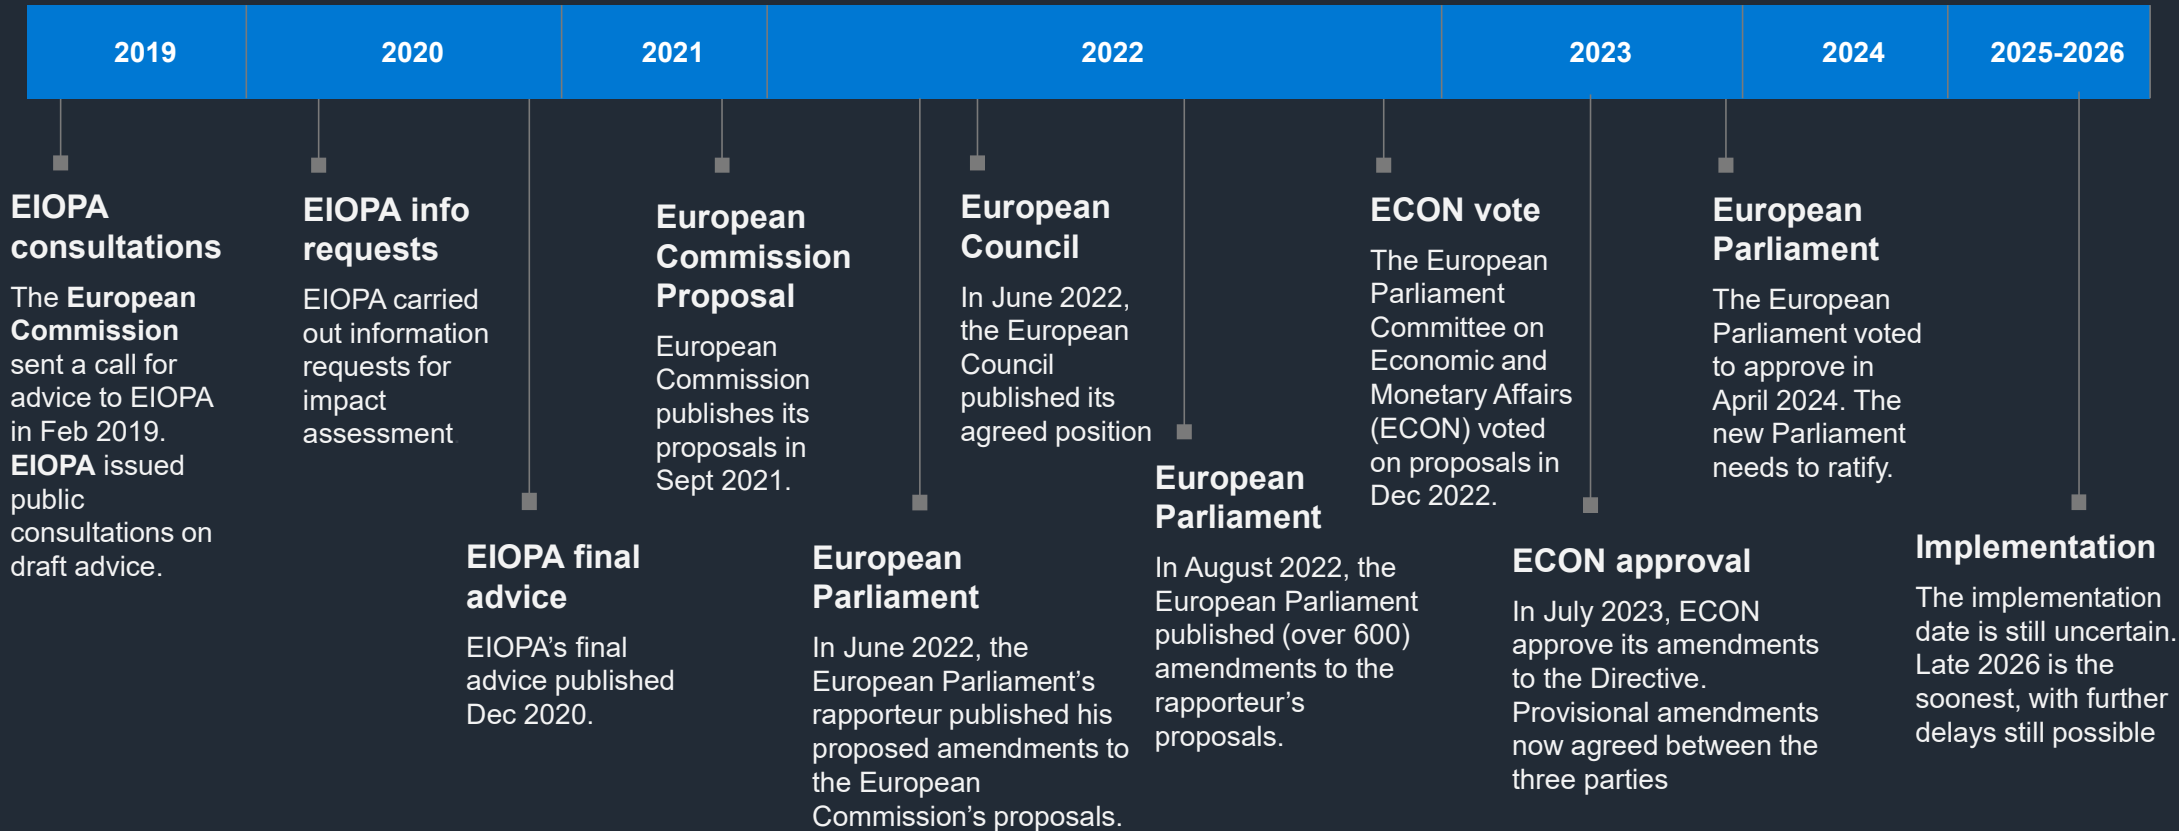 2019
2020
2021
2022
2023
2024
2025-2026
EIOPA
consultations
The European
Commission
sent a call for
advice to EIOPA
in Feb 2019.
EIOPA issued
public
consultations on
draft advice.
EIOPA info
requests
EIOPA carried
out information
requests for
impact
assessment
EIOPA final
advice
EIOPA’s final
advice published
Dec 2020.
European
Commission
Proposal
European
Commission
publishes its
proposals in
Sept 2021.
European
Parliament
In June 2022, the
European Parliament’s
rapporteur published his
proposed amendments to
the European
Commission’s proposals.
European
Council
In June 2022,
the European
Council
published its
agreed position
European
Parliament
In August 2022, the
European Parliament
published (over 600)
amendments to the
rapporteur’s
proposals.
ECON vote
The European
Parliament
Committee on
Economic and
Monetary Affairs
(ECON) voted
on proposals in
Dec 2022.
ECON approval
In July 2023, ECON
approve its amendments
to the Directive.
Provisional amendments
now agreed between the
three parties
European
Parliament
The European
Parliament voted
to approve in
April 2024. The
new Parliament
needs to ratify.
Implementation
The implementation
date is still uncertain.
Late 2026 is the
soonest, with further
delays still possible